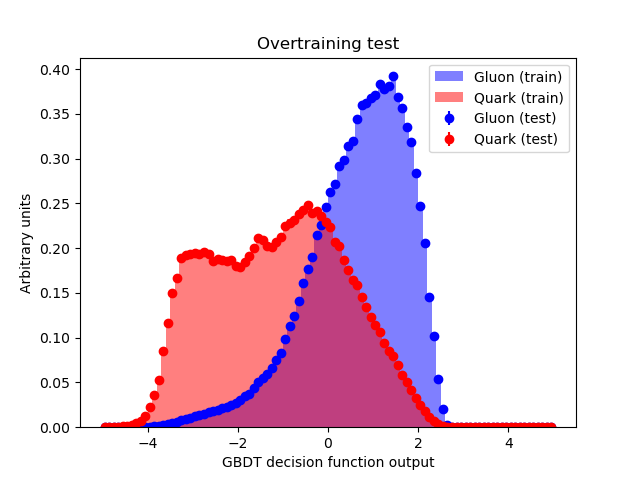 Overtraining test
0.40
0.35
0.30
0.25
0.20
0.15
0.10
0.05
0.00
Arbitrary units
Gluon (train)
Quark (train)
Gluon (test)
Quark (test)
−4
−2
0
2
4
GBDT decision function output